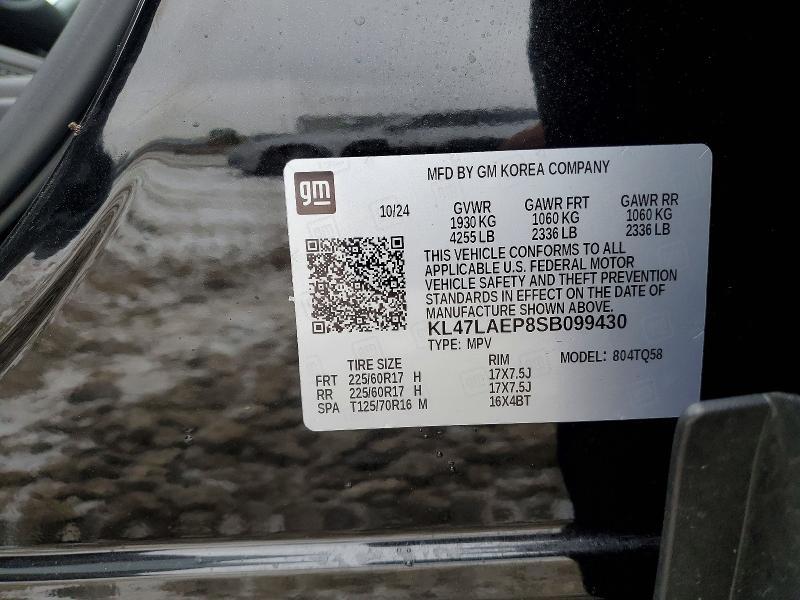 gm
MFD BY GM KOREA COMPANY
10/24 GVWR GAWR FRT GAWR RR
1930 KG 1060 KG 1060 KG
4255 LB 2336 LB 2336 LB
THIS VEHICLE CONFORMS TO ALL
APPLICABLE U.S. FEDERAL MOTOR
VEHICLE SAFETY AND THEFT PREVENTION
STANDARDS IN EFFECT ON THE DATE OF
MANUFACTURE SHOWN ABOVE.
KL47LAEP8SB099430
TYPE: MPV
TIRE SIZE RIM MODEL: 804TQ58
FRT 225/60R17 H 17X7.5J
RR 225/60R17 H 17X7.5J
SPA T125/70R16 M 16X4BT